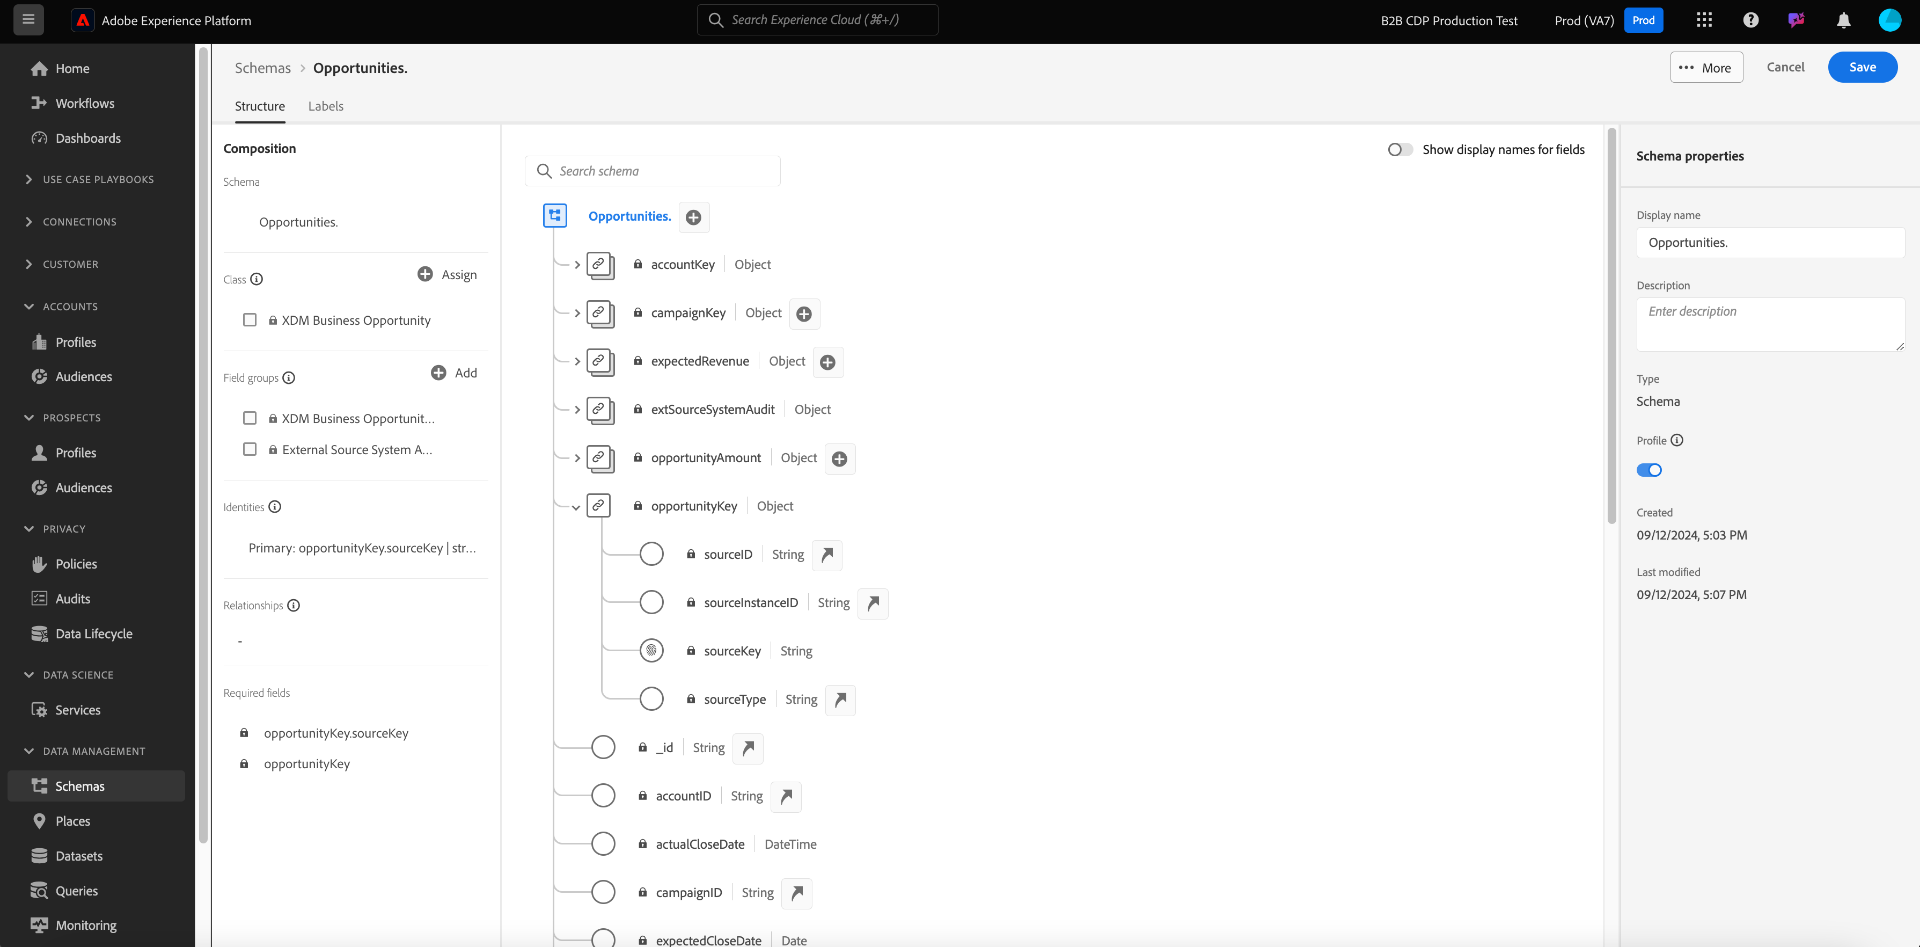 Adobe Experience Platform
Search Experience Cloud (⌘+/)
B2B CDP Production Test
Prod (VA7)
Prod
Home
Workflows
Dashboards
USE CASE PLAYBOOKS
CONNECTIONS
CUSTOMER
ACCOUNTS
Profiles
Audiences
PROSPECTS
Profiles
Audiences
PRIVACY
Policies
Audits
Data Lifecycle
DATA SCIENCE
Services
DATA MANAGEMENT
Schemas
Places
Datasets
Queries
Monitoring
Schemas > Opportunities.
More
Cancel
Save
Structure
Labels
Composition
Schema
Opportunities.
Class
Assign
XDM Business Opportunity
Field groups
Add
XDM Business Opportunit...
External Source System A...
Identities
Primary: opportunityKey.sourceKey | str...
Relationships
-
Required fields
opportunityKey.sourceKey
opportunityKey
Show display names for fields
Search schema
Opportunities.
accountKey | Object
campaignKey | Object
expectedRevenue | Object
extSourceSystemAudit | Object
opportunityAmount | Object
opportunityKey | Object
sourceID | String
sourceInstanceID | String
sourceKey | String
sourceType | String
_id | String
accountID | String
actualCloseDate | DateTime
campaignID | String
expectedCloseDate | Date
Schema properties
Display name
Opportunities.
Description
Enter description
Type
Schema
Profile
Created
09/12/2024, 5:03 PM
Last modified
09/12/2024, 5:07 PM